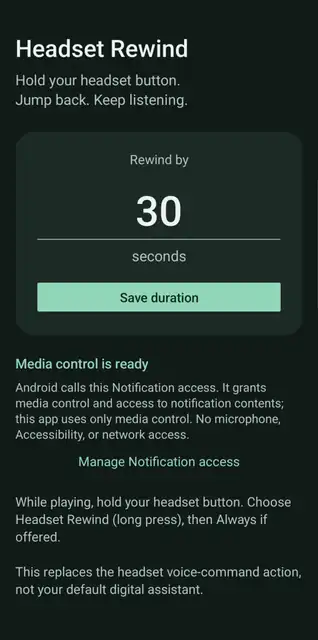 Headset Rewind
Hold your headset button.
Jump back. Keep listening.
Rewind by
30
seconds
Save duration
Media control is ready
Android calls this Notification access. It grants
media control and access to notification contents;
this app uses only media control. No microphone,
Accessibility, or network access.
Manage Notification access
While playing, hold your headset button. Choose
Headset Rewind (long press), then Always if
offered.
This replaces the headset voice-command action,
not your default digital assistant.